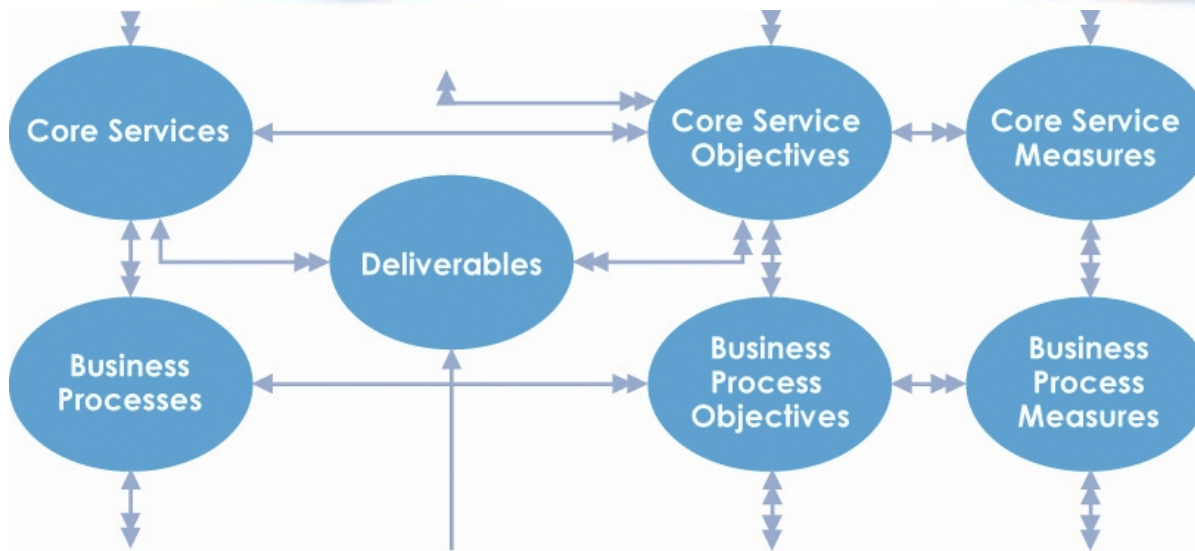 Core Services
Core Service
Objectives
Core Service
Measures
Deliverables
Business
Processes
Business
Process
Objectives
Business
Process
Measures